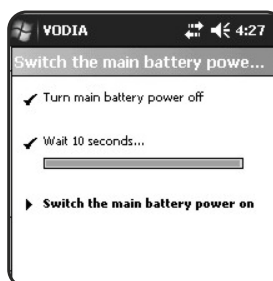 VODIA 4:27
Switch the main battery powe...
Turn main battery power off
Wait 10 seconds...
Switch the main battery power on